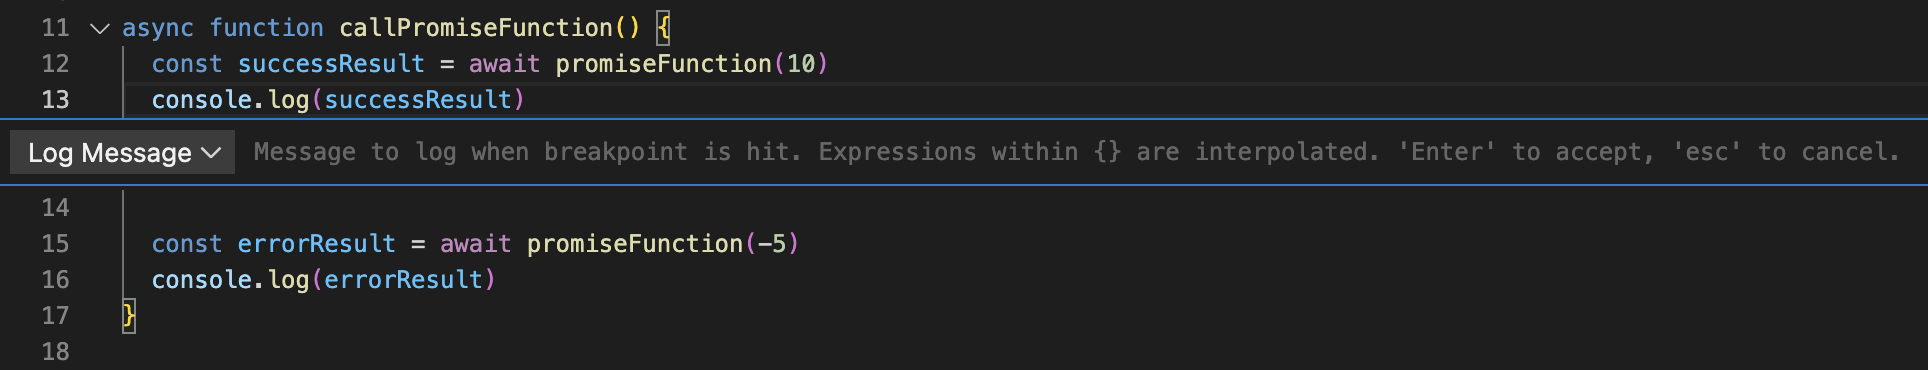 11 async function callPromiseFunction() {
12 const successResult = await promiseFunction(10)
13 console.log(successResult)
Log Message Message to log when breakpoint is hit. Expressions within {} are interpolated. 'Enter' to accept, 'esc' to cancel.
14
15 const errorResult = await promiseFunction(-5)
16 console.log(errorResult)
17 }
18